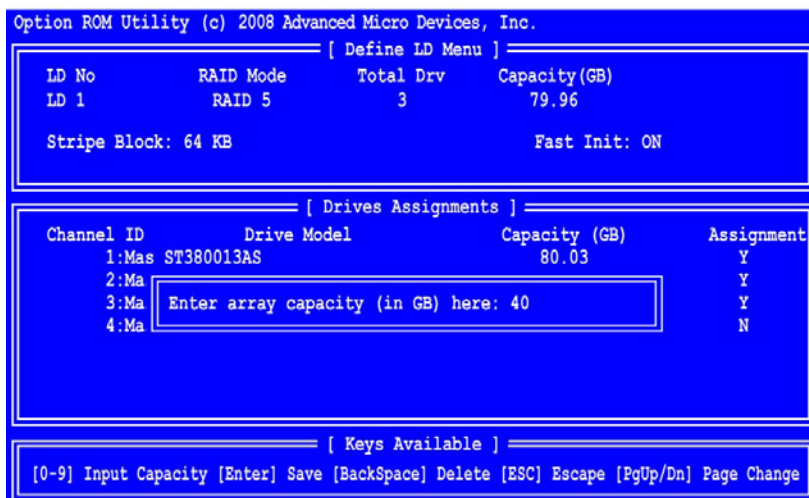 Option ROM Utility (c) 2008 Advanced Micro Devices, Inc.
[ Define LD Menu ]
LD No RAID Mode Total Drv Capacity(GB)
LD 1 RAID 5 3 79.96
Stripe Block: 64 KB Fast Init: ON
[ Drives Assignments ]
Channel ID Drive Model Capacity (GB) Assignment
1:Mas ST380013AS 80.03 Y
2:Ma Y
3:Ma Enter array capacity (in GB) here: 40 Y
4:Ma N
[ Keys Available ]
[0-9] Input Capacity [Enter] Save [BackSpace] Delete [ESC] Escape [PgUp/Dn] Page Change